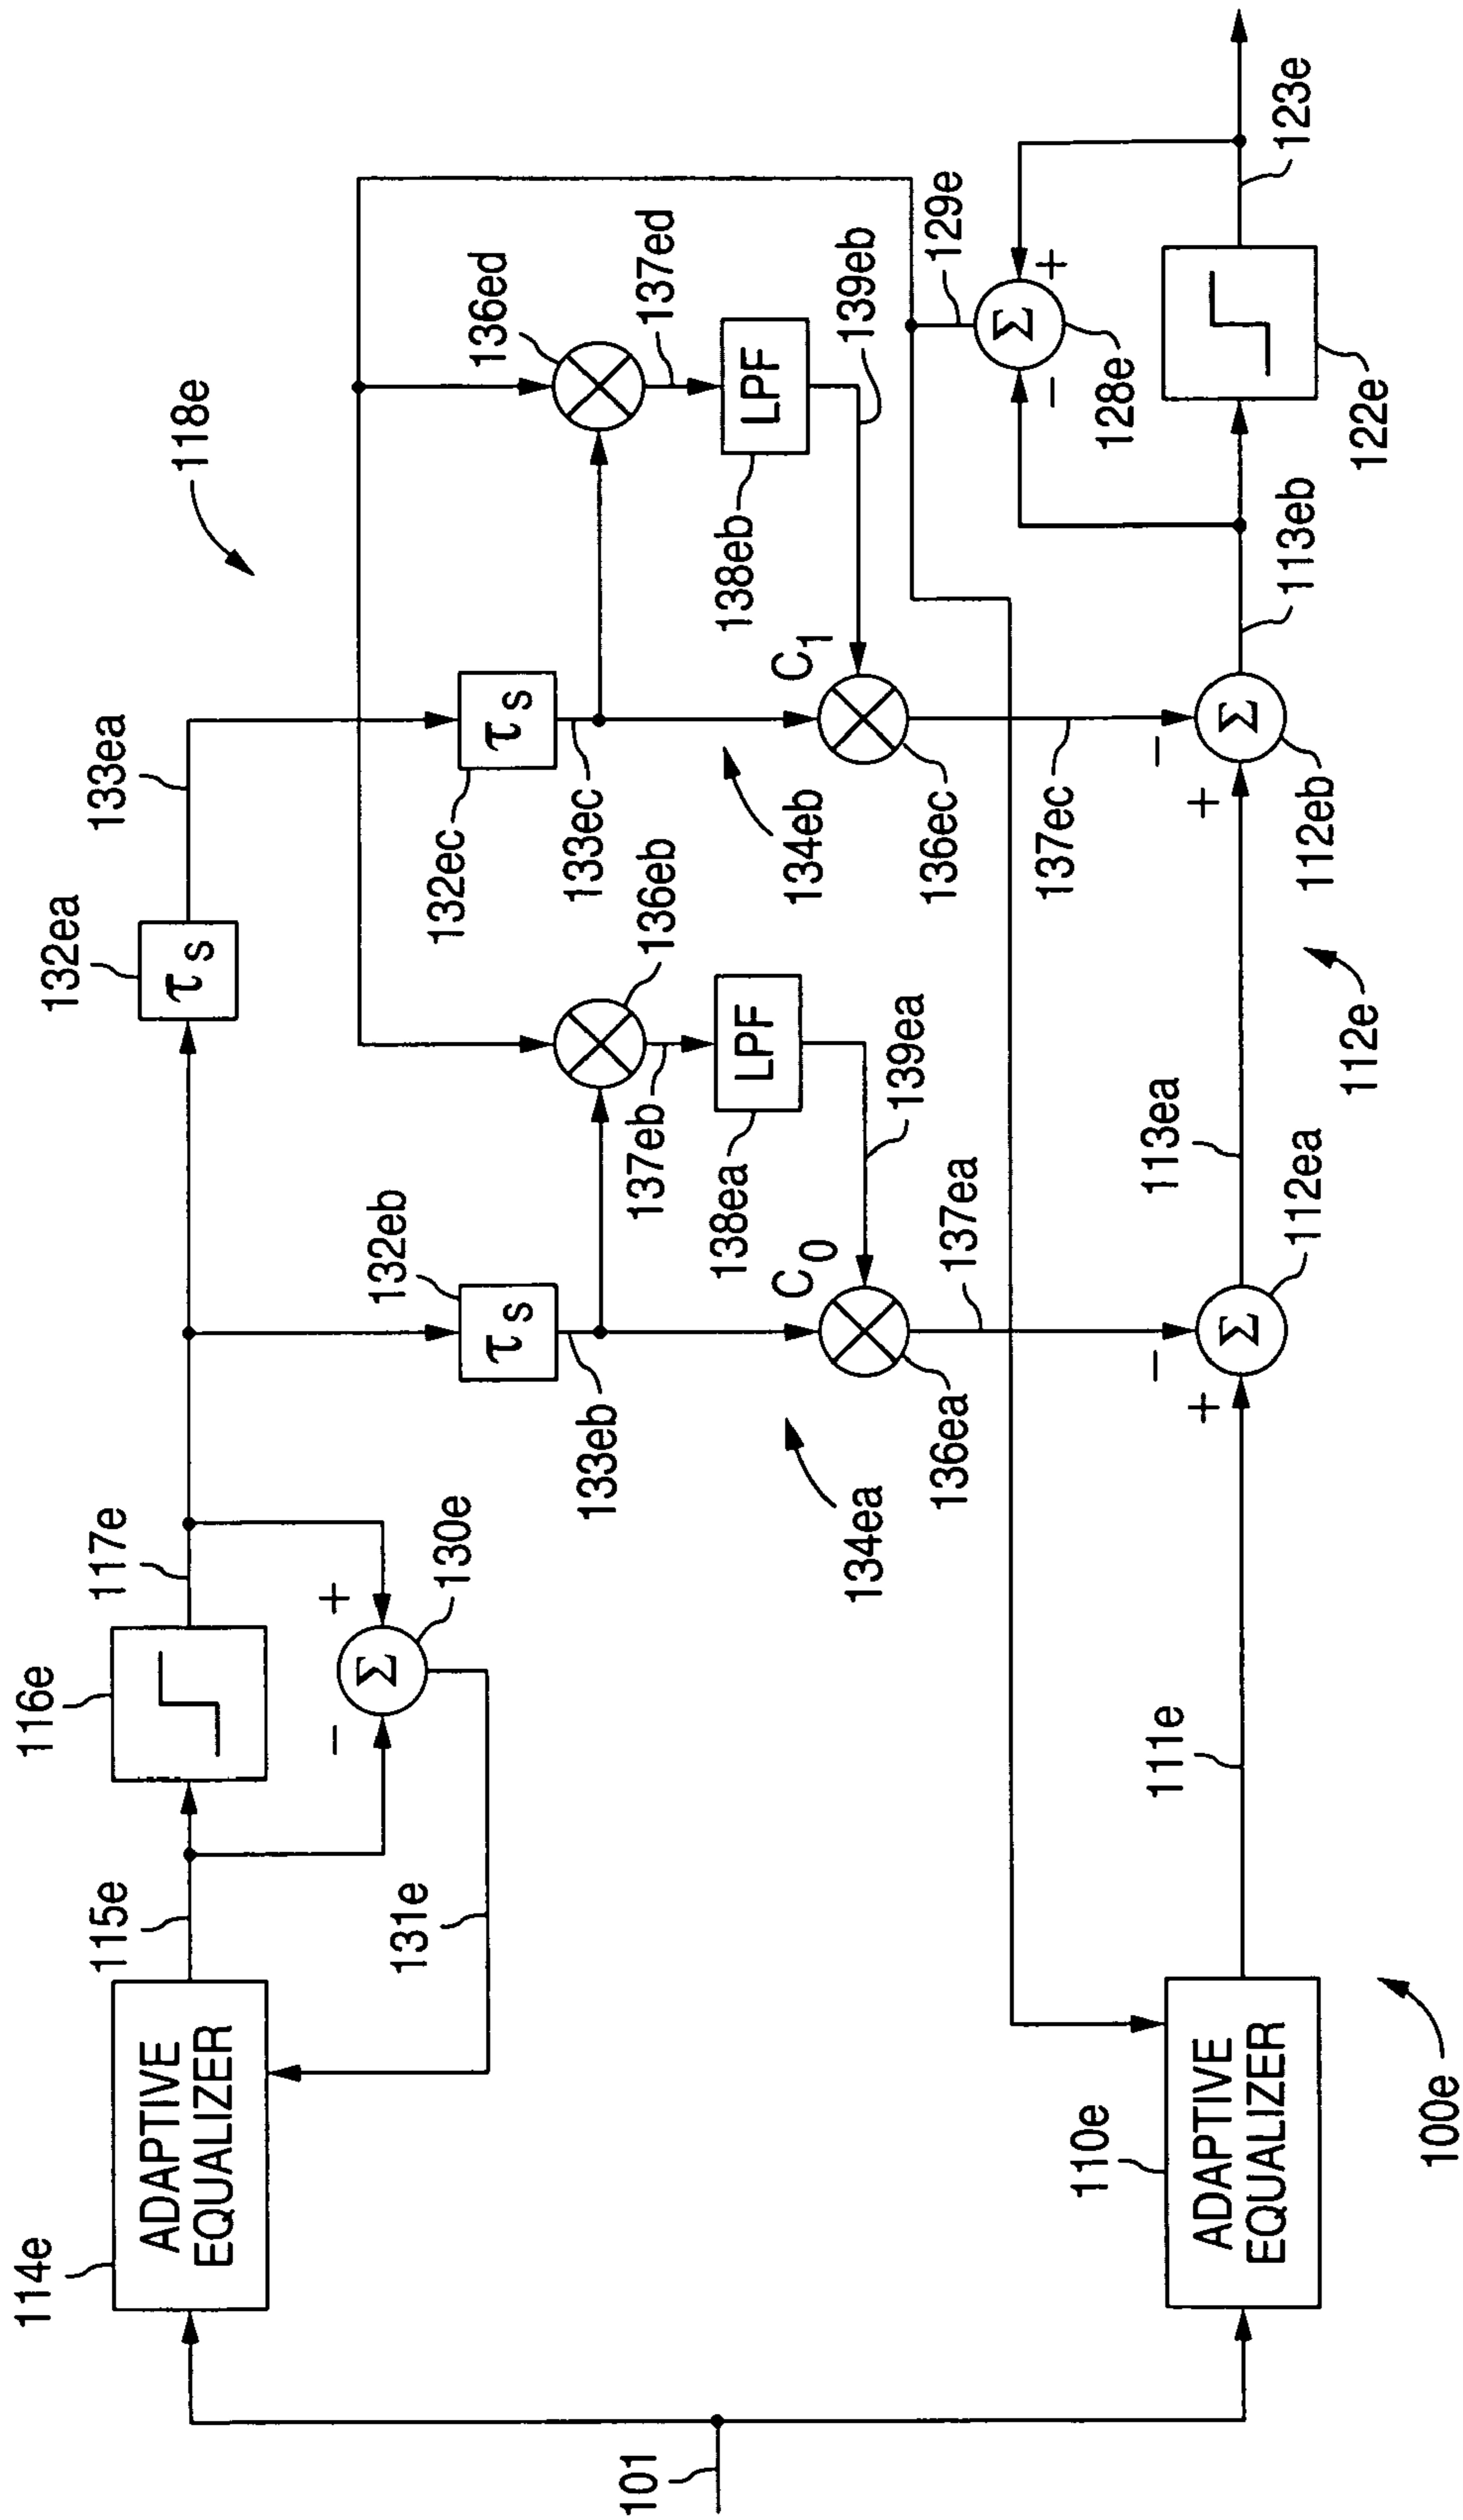 118e
132ea
133ea
117e
116e
115e
114e
ADAPTIVE
EQUALIZER
+
−
Σ
130e
131e
τs
132eb
133eb
τs
132ec
133ec
τs
136eb
137eb
LPF
138ea
139ea
136ed
137ed
LPF
138eb
139eb
C0
136ea
137ea
134ea
C1
136ec
137ec
134eb
129e
Σ
+
−
128e
101
110e
ADAPTIVE
EQUALIZER
111e
+
−
Σ
112ea
113ea
112e
+
−
Σ
112eb
113eb
122e
123e
100e